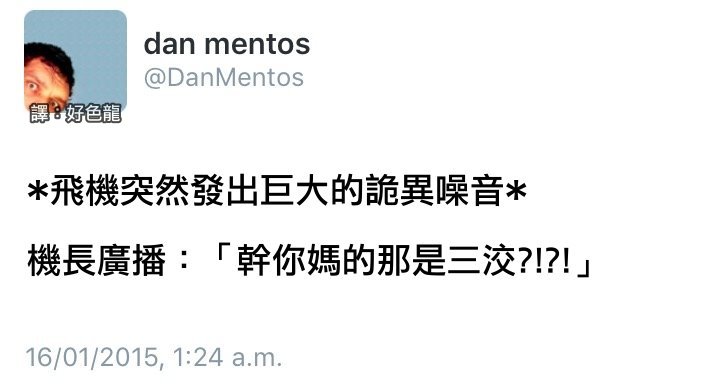 dan mentos
@DanMentos
譯：好色龍
*飛機突然發出巨大的詭異噪音*
機長廣播：「幹你媽的那是三洨?!?!」
16/01/2015, 1:24 a.m.